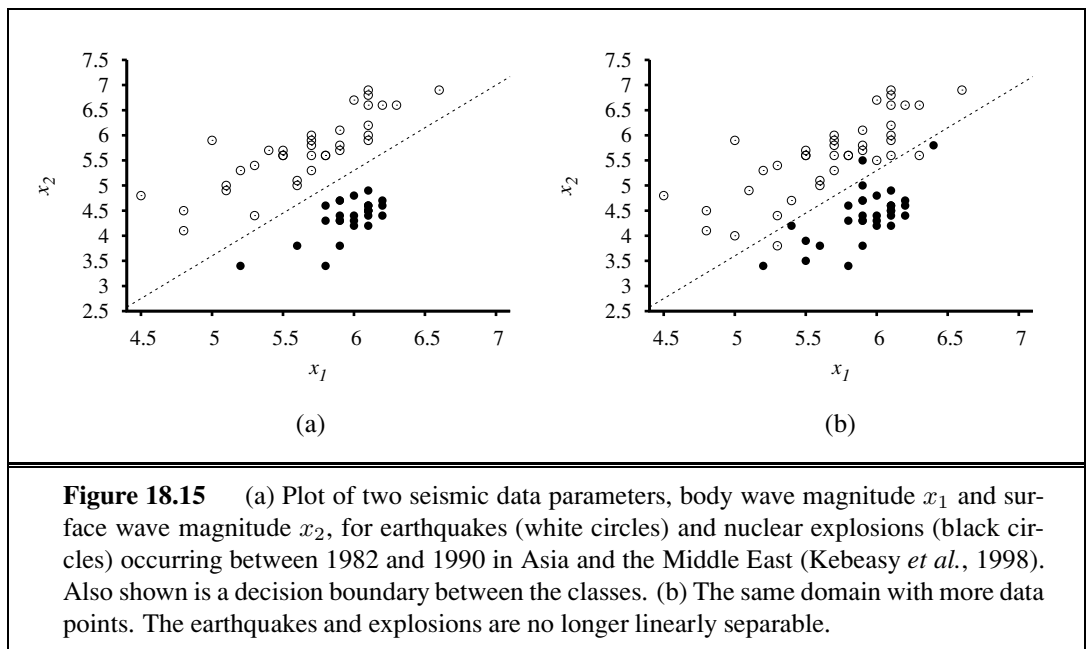 7.5
7
6.5
6
5.5
5
4.5
4
3.5
3
2.5
x2
4.5 5 5.5 6 6.5 7
x1
(a)
7.5
7
6.5
6
5.5
5
4.5
4
3.5
3
2.5
x2
4.5 5 5.5 6 6.5 7
x1
(b)
Figure 18.15 (a) Plot of two seismic data parameters, body wave magnitude x1 and sur-
face wave magnitude x2, for earthquakes (white circles) and nuclear explosions (black cir-
cles) occurring between 1982 and 1990 in Asia and the Middle East (Kebeasy et al., 1998).
Also shown is a decision boundary between the classes. (b) The same domain with more data
points. The earthquakes and explosions are no longer linearly separable.